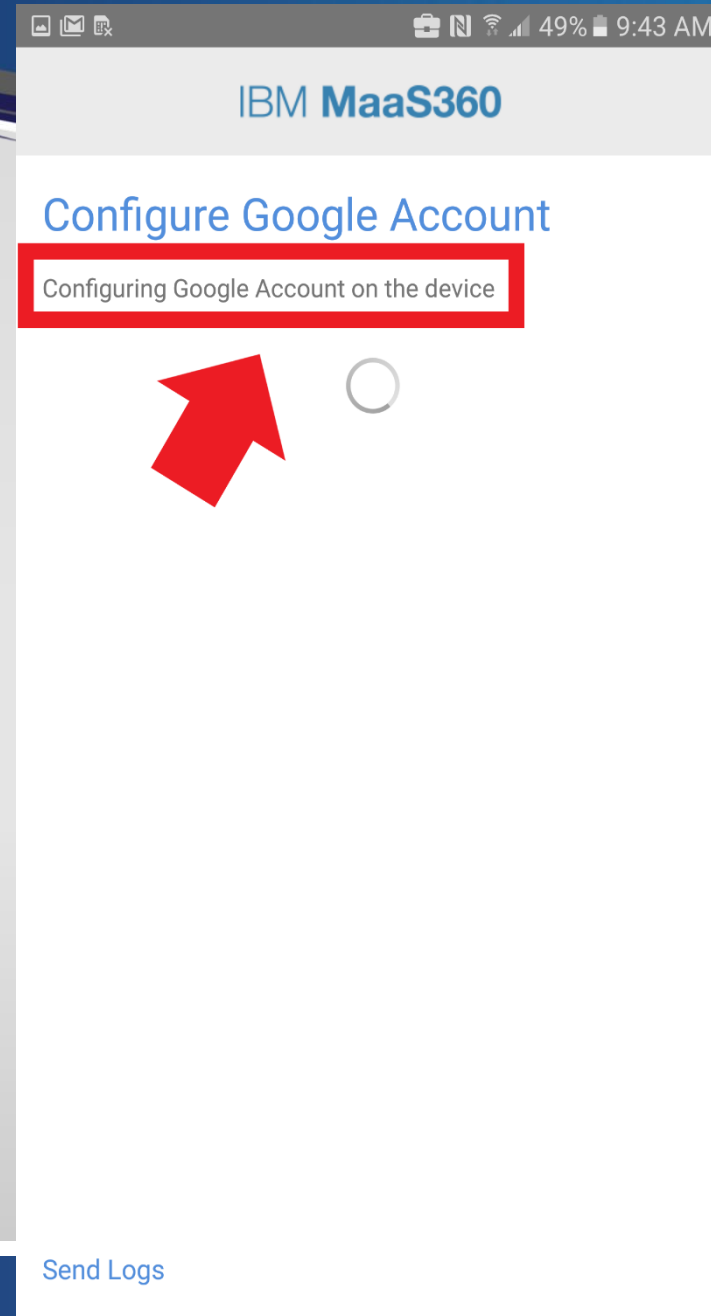 49% 9:43 AM
IBM MaaS360
Configure Google Account
Configuring Google Account on the device
Send Logs